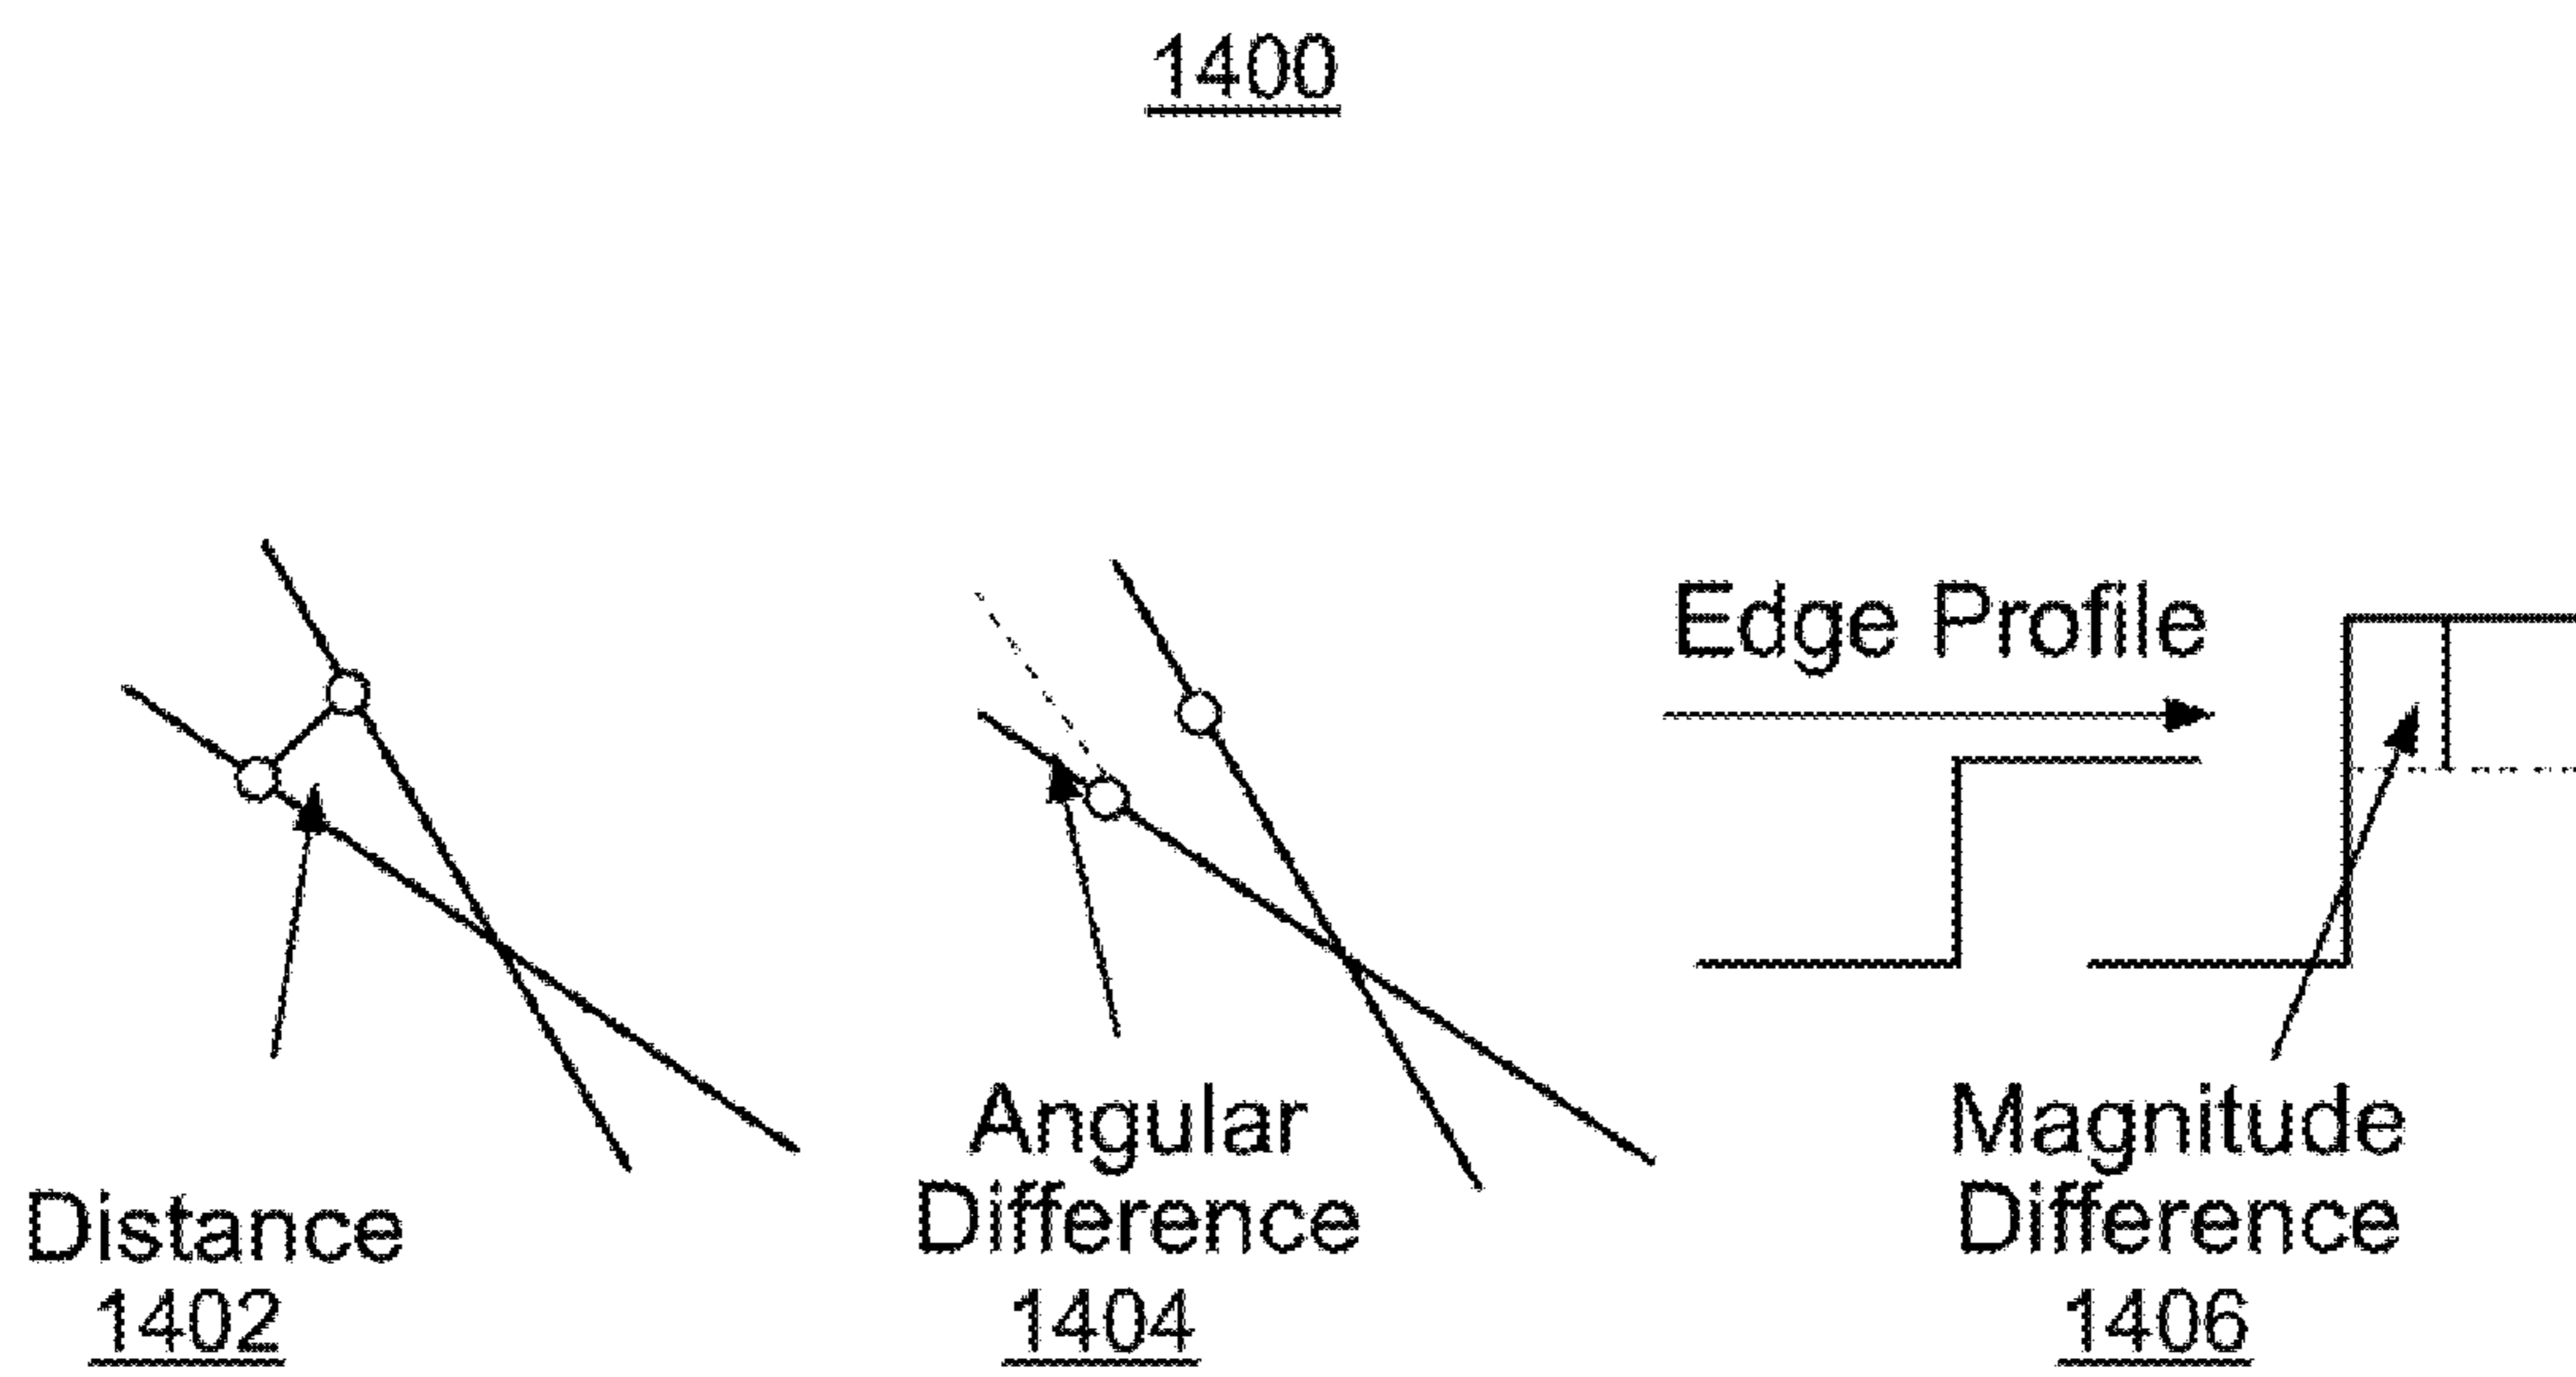 1400
Edge Profile
Distance
1402
Angular
Difference
1404
Magnitude
Difference
1406